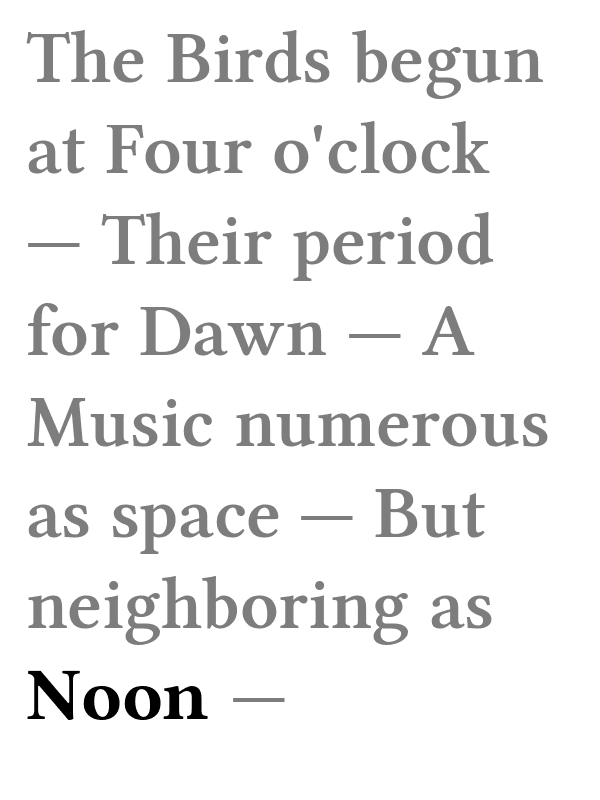 The Birds begun
at Four o'clock
— Their period
for Dawn — A
Music numerous
as space — But
neighboring as
Noon —